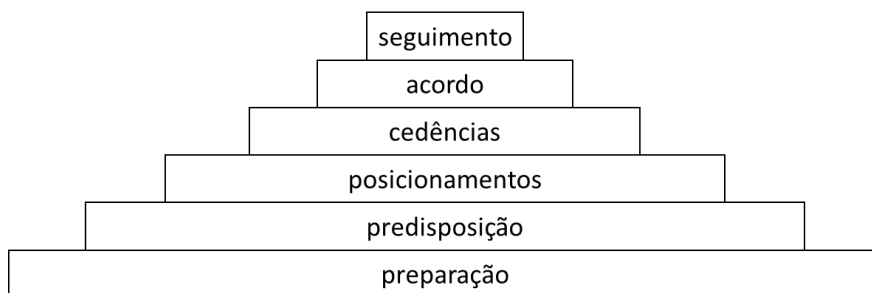 seguimento
acordo
cedências
posicionamentos
predisposição
preparação